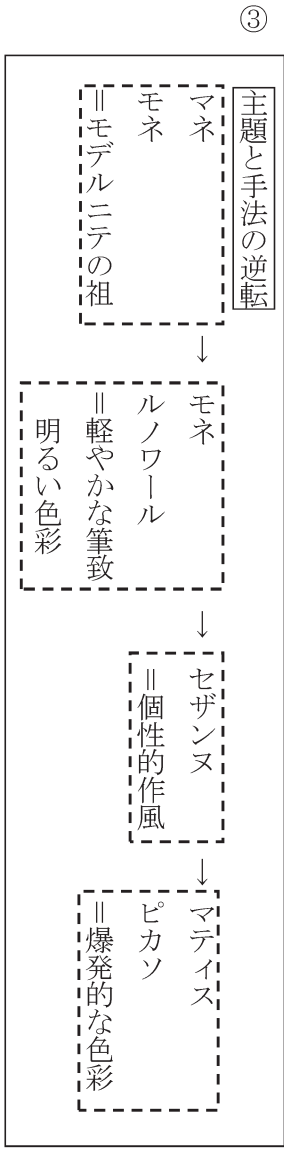 ③
主題と手法の逆転
マネ
モネ
＝モデルニテの祖
→
モネ
ルノワール
＝軽やかな筆致
明るい色彩
→
セザンヌ
＝個性的作風
→
マティス
ピカソ
＝爆発的な色彩